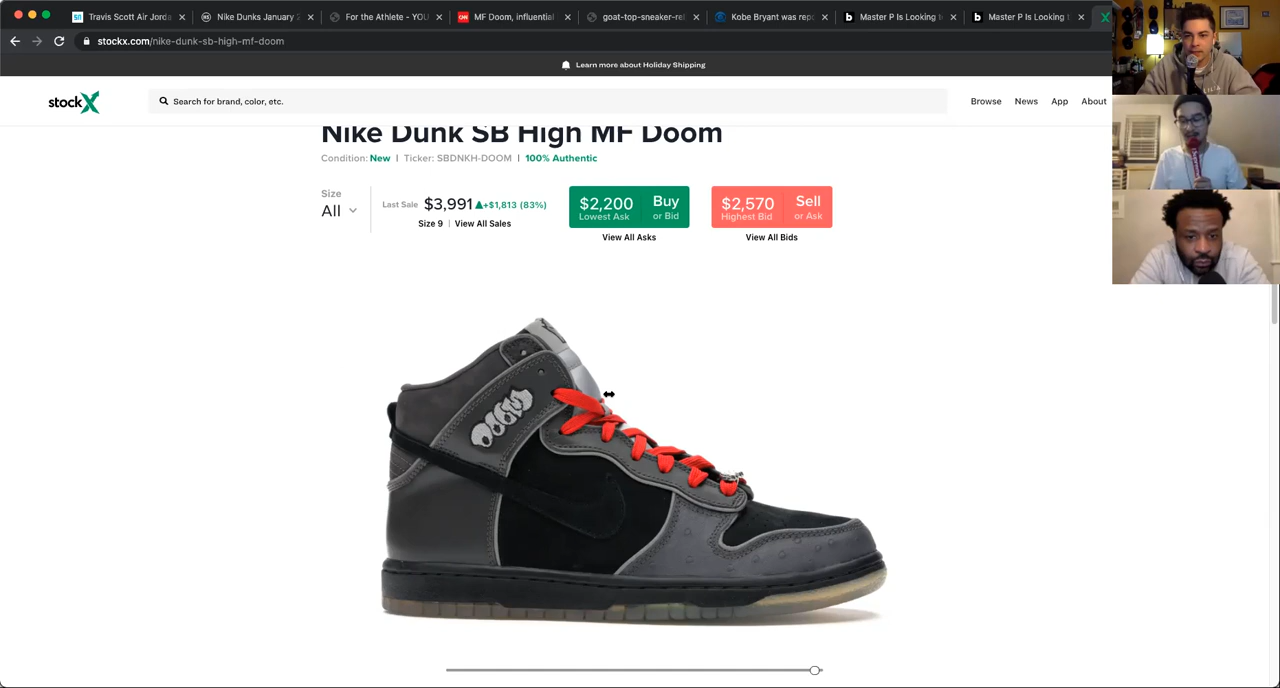 Travis Scott Air Jorda
Nike Dunks January 2
For the Athlete - YOU
CNN
MF Doom, influential
goat-top-sneaker-rel
Kobe Bryant was repo
b
Master P Is Looking t
b
Master P Is Looking t
stockx.com/nike-dunk-sb-high-mf-doom
Learn more about Holiday Shipping
stockX
Search for brand, color, etc.
Browse
News
App
About
Nike Dunk SB High MF Doom
Condition: New | Ticker: SBDNKH-DOOM | 100% Authentic
Size
All
Last Sale $3,991 ▲+$1,813 (83%)
Size 9 | View All Sales
$2,200 Buy
Lowest Ask or Bid
View All Asks
$2,570 Sell
Highest Bid or Ask
View All Bids
DOOM